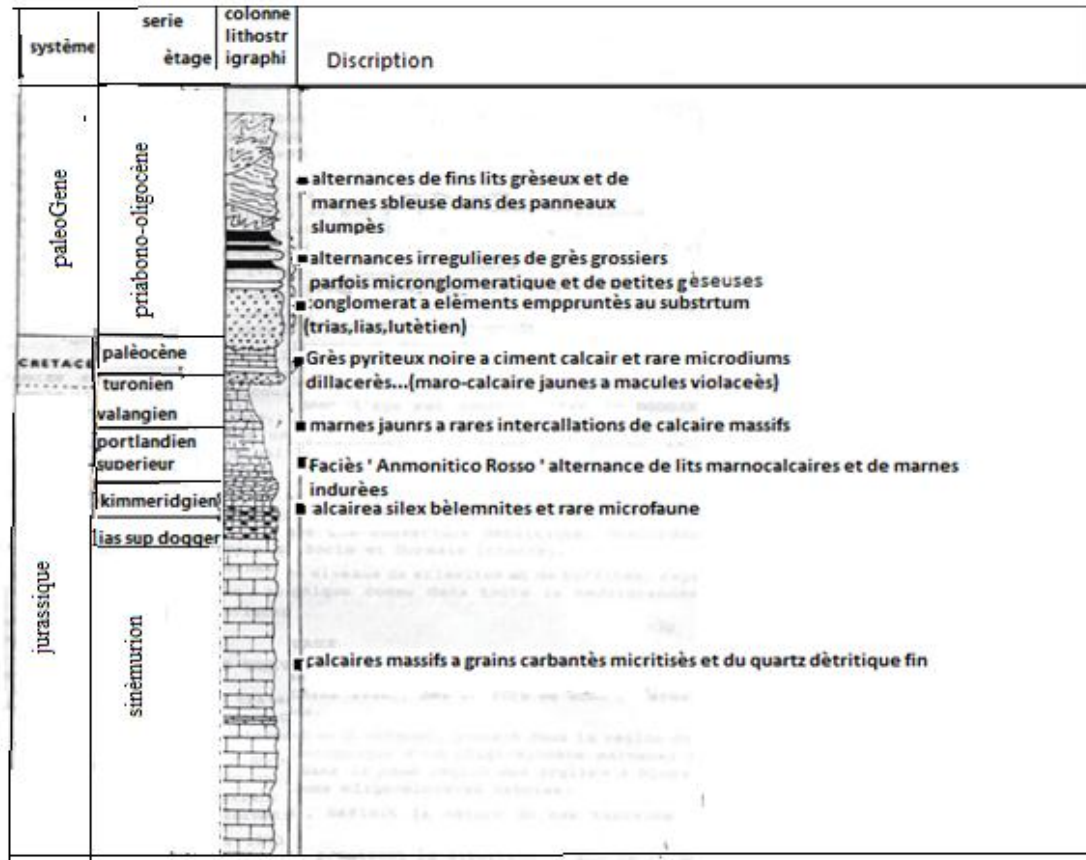 système
serie
ètage
colonne
lithostr
igraphi
Discription
paleoGene
priabono-oligocène
alternances de fins lits grèseux et de
marnes sbleuse dans des panneaux
slumpès
alternances irregulieres de grès grossiers
parfois micronglomeratique et de petites gèseuses
:onglomerat a elèments emppruntès au substrtum
(trias,lias,lutètien)
CRETACE
palèocène
Grès pyriteux noire a ciment calcair et rare microdiums
dillacerès...(maro-calcaire jaunes a macules violaceès)
turonien
valangien
marnes jaunrs a rares intercallations de calcaire massifs
portlandien
superieur
Faciès ' Anmonitico Rosso ' alternance de lits marnocalcaires et de marnes
indurèes
kimmeridgien
alcairea silex bèlemnites et rare microfaune
ias sup dogger
jurassique
sinèmurion
calcaires massifs a grains carbantès micritisès et du quartz dètritique fin